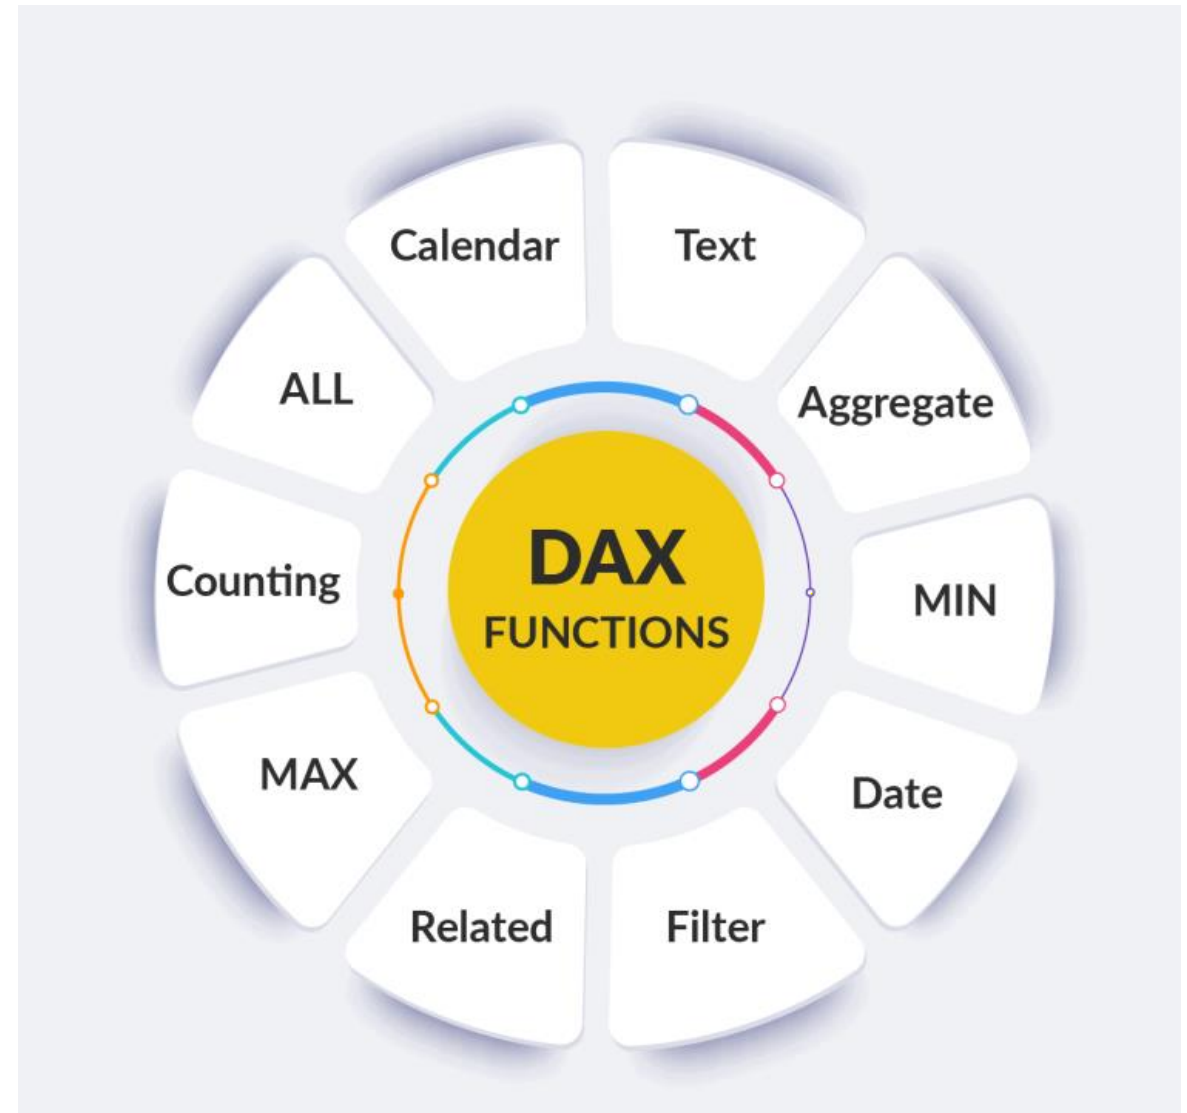 Calendar
Text
ALL
Aggregate
Counting
DAX
FUNCTIONS
MIN
MAX
Date
Related
Filter